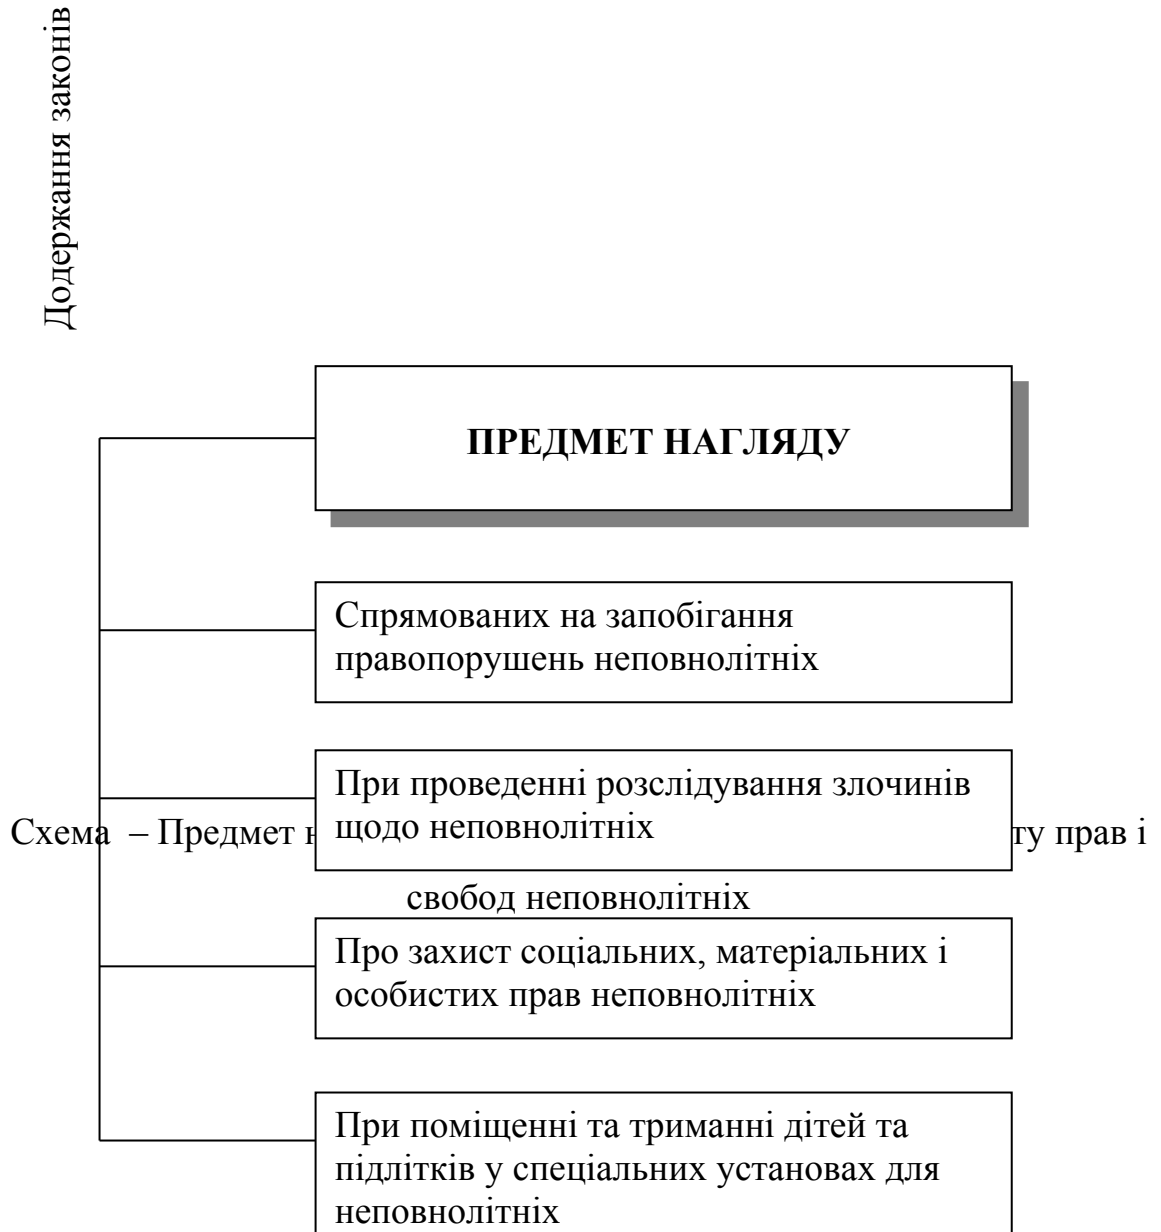 Додержання законів
ПРЕДМЕТ НАГЛЯДУ
Спрямованих на запобігання
правопорушень неповнолітніх
При проведенні розслідування злочинів
щодо неповнолітніх
Схема – Предмет ту прав і
свобод неповнолітніх
Про захист соціальних, матеріальних і
особистих прав неповнолітніх
При поміщенні та триманні дітей та
підлітків у спеціальних установах для
неповнолітніх